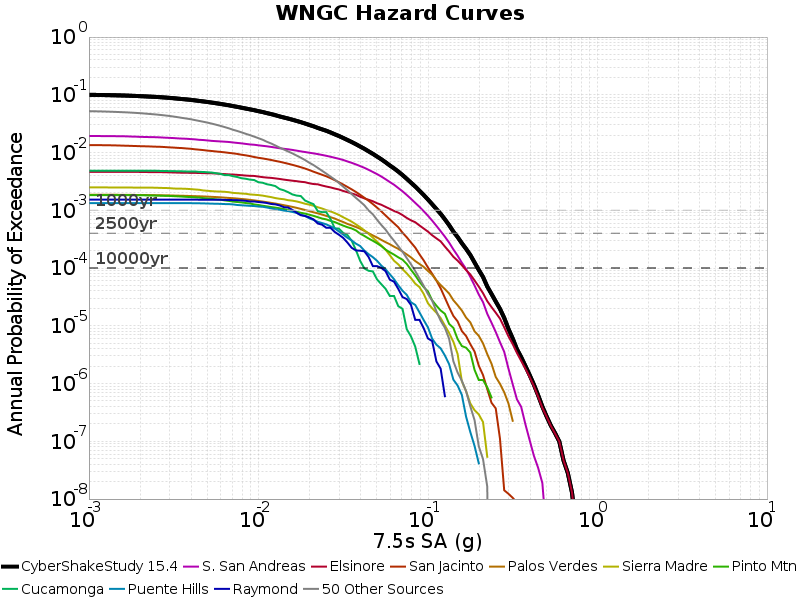 WNGC Hazard Curves
Annual Probability of Exceedance
10^0
10^-1
10^-2
10^-3
10^-4
10^-5
10^-6
10^-7
10^-8
1000yr
2500yr
10000yr
10^-3 10^-2 10^-1 10^0 10^1
7.5s SA (g)
CyberShakeStudy 15.4 S. San Andreas Elsinore San Jacinto Palos Verdes Sierra Madre Pinto Mtn
Cucamonga Puente Hills Raymond 50 Other Sources